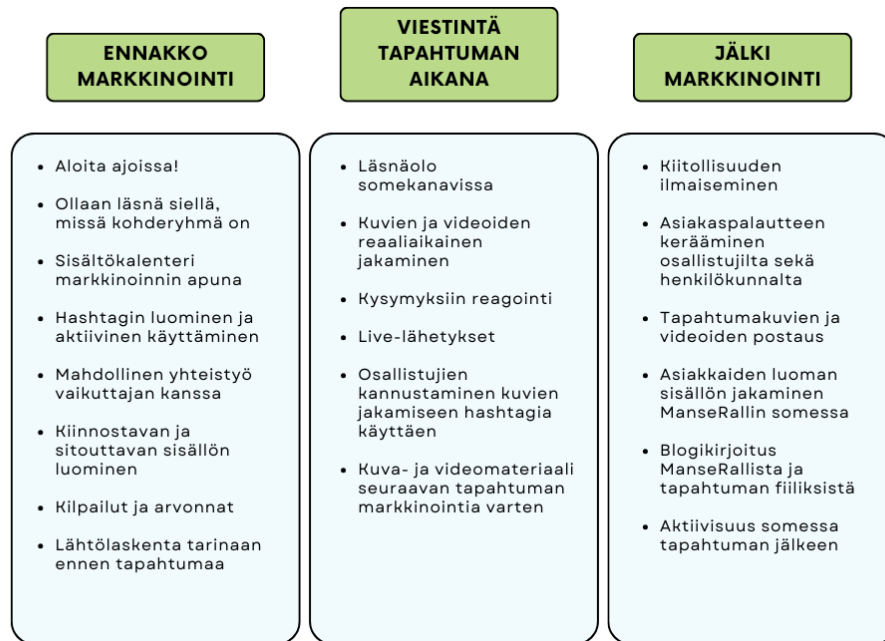 ENNAKKO
MARKKINOINTI
• Aloita ajoissa!
• Ollaan läsnä siellä,
missä kohderyhmä on
• Sisältökalenteri
markkinoinnin apuna
• Hashtagin luominen ja
aktiivinen käyttäminen
• Mahdollinen yhteistyö
vaikuttajan kanssa
• Kiinnostavan ja
sitouttavan sisällön
luominen
• Kilpailut ja arvonnat
• Lähtölaskenta tarinaan
ennen tapahtumaa
VIESTINTÄ
TAPAHTUMAN
AIKANA
• Läsnäolo
somekanavissa
• Kuvien ja videoiden
reaaliaikainen
jakaminen
• Kysymyksiin reagointi
• Live-lähetykset
• Osallistujien
kannustaminen kuvien
jakamiseen hashtagia
käyttäen
• Kuva- ja videomateriaali
seuraavan tapahtuman
markkinointia varten
JÄLKI
MARKKINOINTI
• Kiitollisuuden
ilmaiseminen
• Asiakaspalautteen
kerääminen
osallistujilta sekä
henkilökunnalta
• Tapahtumakuvien ja
videoiden postaus
• Asiakkaiden luoman
sisällön jakaminen
ManseRallin somessa
• Blogikirjoitus
ManseRallista ja
tapahtuman fiiliksistä
• Aktiivisuus somessa
tapahtuman jälkeen